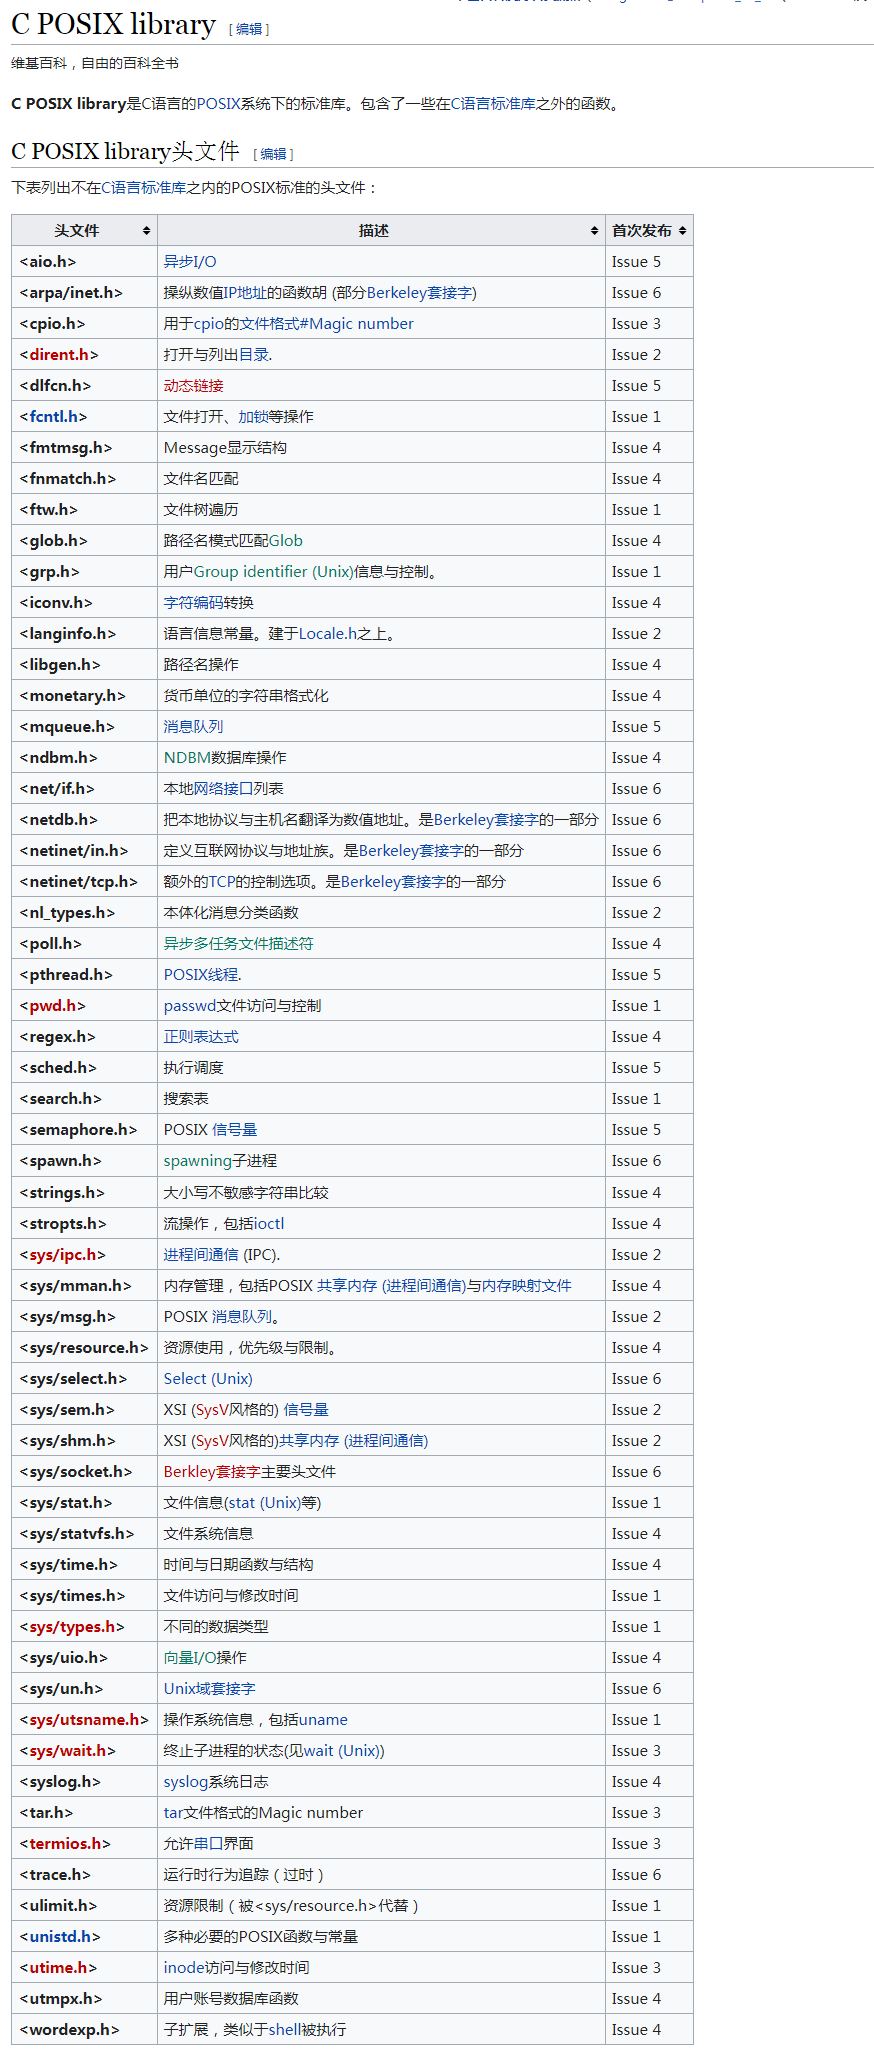 C POSIX library [ 编辑 ]
维基百科，自由的百科全书
C POSIX library是C语言的POSIX系统下的标准库。包含了一些在C语言标准库之外的函数。
C POSIX library头文件 [ 编辑 ]
下表列出不在C语言标准库之内的POSIX标准的头文件：
头文件 描述 首次发布
<aio.h> 异步I/O Issue 5
<arpa/inet.h> 操纵数值IP地址的函数胡 (部分Berkeley套接字) Issue 6
<cpio.h> 用于cpio的文件格式#Magic number Issue 3
<dirent.h> 打开与列出目录. Issue 2
<dlfcn.h> 动态链接 Issue 5
<fcntl.h> 文件打开、加锁等操作 Issue 1
<fmtmsg.h> Message显示结构 Issue 4
<fnmatch.h> 文件名匹配 Issue 4
<ftw.h> 文件树遍历 Issue 1
<glob.h> 路径名模式匹配Glob Issue 4
<grp.h> 用户Group identifier (Unix)信息与控制。 Issue 1
<iconv.h> 字符编码转换 Issue 4
<langinfo.h> 语言信息常量。建于Locale.h之上。 Issue 2
<libgen.h> 路径名操作 Issue 4
<monetary.h> 货币单位的字符串格式化 Issue 4
<mqueue.h> 消息队列 Issue 5
<ndbm.h> NDBM数据库操作 Issue 4
<net/if.h> 本地网络接口列表 Issue 6
<netdb.h> 把本地协议与主机名翻译为数值地址。是Berkeley套接字的一部分 Issue 6
<netinet/in.h> 定义互联网协议与地址族。是Berkeley套接字的一部分 Issue 6
<netinet/tcp.h> 额外的TCP的控制选项。是Berkeley套接字的一部分 Issue 6
<nl_types.h> 本体化消息分类函数 Issue 2
<poll.h> 异步多任务文件描述符 Issue 4
<pthread.h> POSIX线程. Issue 5
<pwd.h> passwd文件访问与控制 Issue 1
<regex.h> 正则表达式 Issue 4
<sched.h> 执行调度 Issue 5
<search.h> 搜索表 Issue 1
<semaphore.h> POSIX 信号量 Issue 5
<spawn.h> spawning子进程 Issue 6
<strings.h> 大小写不敏感字符串比较 Issue 4
<stropts.h> 流操作，包括ioctl Issue 4
<sys/ipc.h> 进程间通信 (IPC). Issue 2
<sys/mman.h> 内存管理，包括POSIX 共享内存 (进程间通信)与内存映射文件 Issue 4
<sys/msg.h> POSIX 消息队列。 Issue 2
<sys/resource.h> 资源使用，优先级与限制。 Issue 4
<sys/select.h> Select (Unix) Issue 6
<sys/sem.h> XSI (SysV风格的) 信号量 Issue 2
<sys/shm.h> XSI (SysV风格的)共享内存 (进程间通信) Issue 2
<sys/socket.h> Berkley套接字主要头文件 Issue 6
<sys/stat.h> 文件信息(stat (Unix)等) Issue 1
<sys/statvfs.h> 文件系统信息 Issue 4
<sys/time.h> 时间与日期函数与结构 Issue 4
<sys/times.h> 文件访问与修改时间 Issue 1
<sys/types.h> 不同的数据类型 Issue 1
<sys/uio.h> 向量I/O操作 Issue 4
<sys/un.h> Unix域套接字 Issue 6
<sys/utsname.h> 操作系统信息，包括uname Issue 1
<sys/wait.h> 终止子进程的状态(见wait (Unix)) Issue 3
<syslog.h> syslog系统日志 Issue 4
<tar.h> tar文件格式的Magic number Issue 3
<termios.h> 允许串口界面 Issue 3
<trace.h> 运行时行为追踪（过时） Issue 6
<ulimit.h> 资源限制（被<sys/resource.h>代替） Issue 1
<unistd.h> 多种必要的POSIX函数与常量 Issue 1
<utime.h> inode访问与修改时间 Issue 3
<utmpx.h> 用户账号数据库函数 Issue 4
<wordexp.h> 子扩展，类似于shell被执行 Issue 4